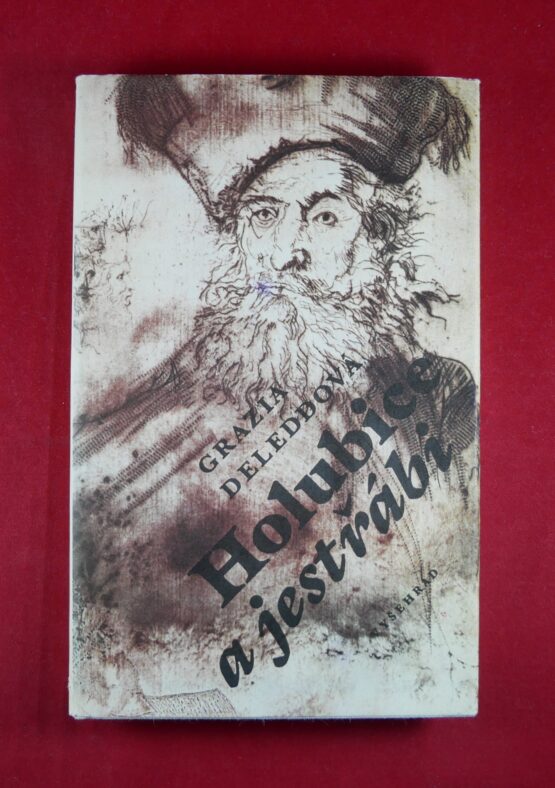 GRAZIA
DELEDDOVÁ
Holubice
a jestřábi
VYŠEHRAD